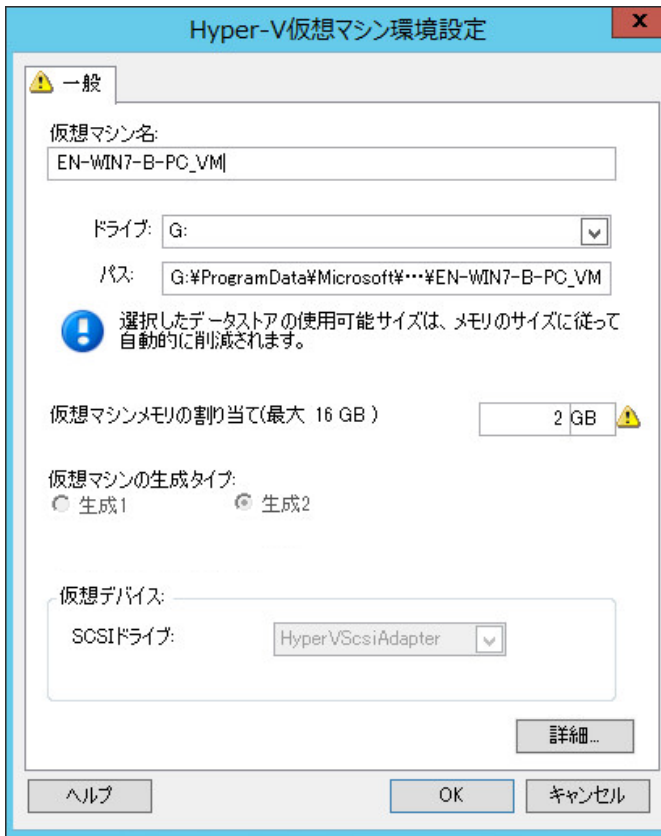 Hyper-V仮想マシン環境設定
x
一般
仮想マシン名:
EN-WIN7-B-PC_VM
ドライブ: G:
パス: G:¥ProgramData¥Microsoft¥・・・¥EN-WIN7-B-PC_VM
選択したデータストアの使用可能サイズは、メモリのサイズに従って
自動的に削減されます。
仮想マシンメモリの割り当て(最大 16 GB ) 2 GB
仮想マシンの生成タイプ:
生成1 生成2
仮想デバイス:
SCSIドライブ: HyperVScsiAdapter
詳細...
ヘルプ OK キャンセル